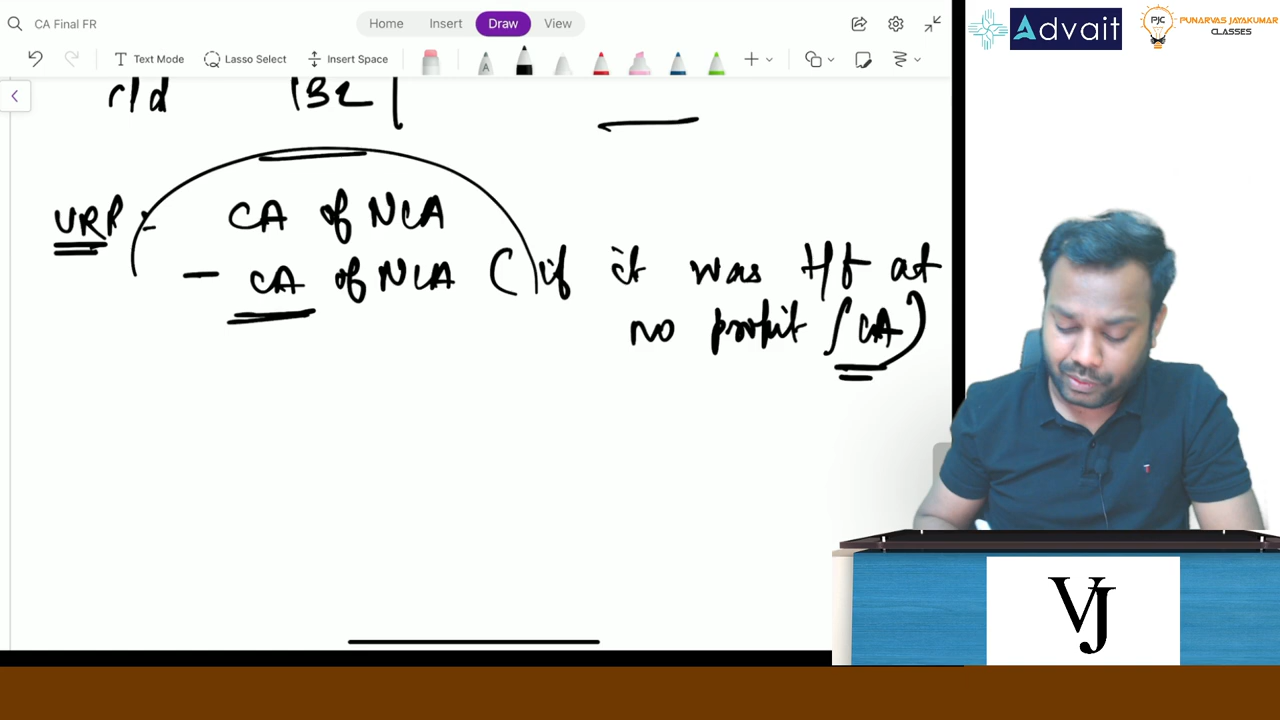 CA Final FR
Home Insert Draw View
Advait
PJC
PUNARVAS JAYAKUMAR
CLASSES
Text Mode Lasso Select Insert Space
A
r/d 132
URP : CA of NCA
- CA of NCA (if it was T/f at
no profit (CA)
VJ